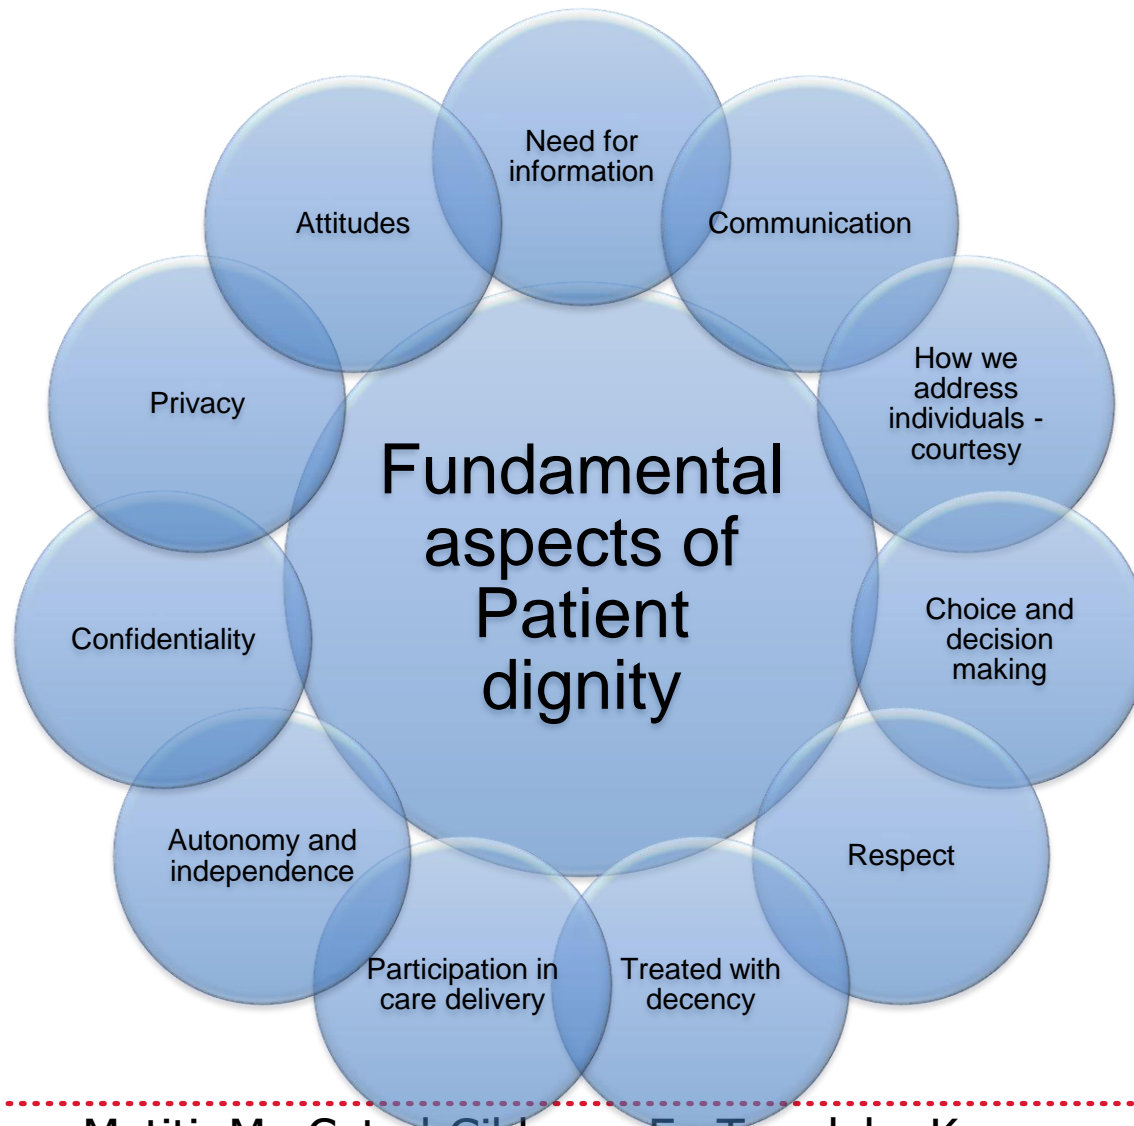 Need for
information
Communication
How we
address
individuals -
courtesy
Choice and
decision
making
Respect
Treated with
decency
Participation in
care delivery
Autonomy and
independence
Confidentiality
Privacy
Attitudes
Fundamental
aspects of
Patient
dignity